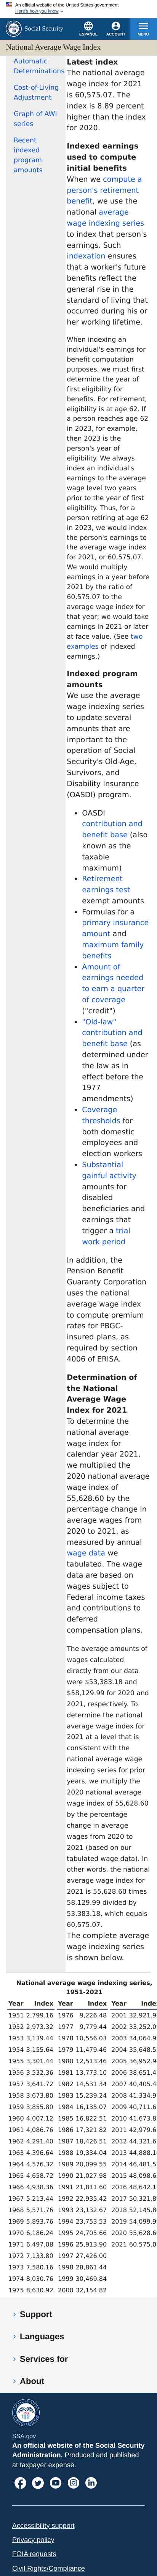 An official website of the United States government
Here's how you know
Social Security
ESPAÑOL
ACCOUNT
MENU
National Average Wage Index
Automatic
Determinations
Cost-of-Living
Adjustment
Graph of AWI
series
Recent
indexed
program
amounts
Latest index
The national average
wage index for 2021
is 60,575.07. The
index is 8.89 percent
higher than the index
for 2020.
Indexed earnings
used to compute
initial benefits
When we compute a
person's retirement
benefit, we use the
national average
wage indexing series
to index that person's
earnings. Such
indexation ensures
that a worker's future
benefits reflect the
general rise in the
standard of living that
occurred during his or
her working lifetime.
When indexing an
individual's earnings for
benefit computation
purposes, we must first
determine the year of
first eligibility for
benefits. For retirement,
eligibility is at age 62. If
a person reaches age 62
in 2023, for example,
then 2023 is the
person's year of
eligibility. We always
index an individual's
earnings to the average
wage level two years
prior to the year of first
eligibility. Thus, for a
person retiring at age 62
in 2023, we would index
the person's earnings to
the average wage index
for 2021, or 60,575.07.
We would multiply
earnings in a year before
2021 by the ratio of
60,575.07 to the
average wage index for
that year; we would take
earnings in 2021 or later
at face value. (See two
examples of indexed
earnings.)
Indexed program
amounts
We use the average
wage indexing series
to update several
amounts that are
important to the
operation of Social
Security's Old-Age,
Survivors, and
Disability Insurance
(OASDI) program.
OASDI
contribution and
benefit base (also
known as the
taxable
maximum)
Retirement
earnings test
exempt amounts
Formulas for a
primary insurance
amount and
maximum family
benefits
Amount of
earnings needed
to earn a quarter
of coverage
("credit")
"Old-law"
contribution and
benefit base (as
determined under
the law as in
effect before the
1977
amendments)
Coverage
thresholds for
both domestic
employees and
election workers
Substantial
gainful activity
amounts for
disabled
beneficiaries and
earnings that
trigger a trial
work period
In addition, the
Pension Benefit
Guaranty Corporation
uses the national
average wage index
to compute premium
rates for PBGC-
insured plans, as
required by section
4006 of ERISA.
Determination of
the National
Average Wage
Index for 2021
To determine the
national average
wage index for
calendar year 2021,
we multiplied the
2020 national average
wage index of
55,628.60 by the
percentage change in
average wages from
2020 to 2021, as
measured by annual
wage data we
tabulated. The wage
data are based on
wages subject to
Federal income taxes
and contributions to
deferred
compensation plans.
The average amounts of
wages calculated
directly from our data
were $53,383.18 and
$58,129.99 for 2020 and
2021, respectively. To
determine the national
average wage index for
2021 at a level that is
consistent with the
national average wage
indexing series for prior
years, we multiply the
2020 national average
wage index of 55,628.60
by the percentage
change in average
wages from 2020 to
2021 (based on our
tabulated wage data). In
other words, the national
average wage index for
2021 is 55,628.60 times
58,129.99 divided by
53,383.18, which equals
60,575.07.
The complete average
wage indexing series
is shown below.
National average wage indexing series,
1951-2021
Year Index Year Index Year Inde
1951 2,799.16 1976 9,226.48 2001 32,921.9
1952 2,973.32 1977 9,779.44 2002 33,252.0
1953 3,139.44 1978 10,556.03 2003 34,064.9
1954 3,155.64 1979 11,479.46 2004 35,648.5
1955 3,301.44 1980 12,513.46 2005 36,952.9
1956 3,532.36 1981 13,773.10 2006 38,651.4
1957 3,641.72 1982 14,531.34 2007 40,405.4
1958 3,673.80 1983 15,239.24 2008 41,334.9
1959 3,855.80 1984 16,135.07 2009 40,711.6
1960 4,007.12 1985 16,822.51 2010 41,673.8
1961 4,086.76 1986 17,321.82 2011 42,979.6
1962 4,291.40 1987 18,426.51 2012 44,321.6
1963 4,396.64 1988 19,334.04 2013 44,888.1
1964 4,576.32 1989 20,099.55 2014 46,481.5
1965 4,658.72 1990 21,027.98 2015 48,098.6
1966 4,938.36 1991 21,811.60 2016 48,642.1
1967 5,213.44 1992 22,935.42 2017 50,321.8
1968 5,571.76 1993 23,132.67 2018 52,145.8
1969 5,893.76 1994 23,753.53 2019 54,099.9
1970 6,186.24 1995 24,705.66 2020 55,628.6
1971 6,497.08 1996 25,913.90 2021 60,575.0
1972 7,133.80 1997 27,426.00
1973 7,580.16 1998 28,861.44
1974 8,030.76 1999 30,469.84
1975 8,630.92 2000 32,154.82
Support
Languages
Services for
About
SSA.gov
An official website of the Social Security
Administration. Produced and published
at taxpayer expense.
Accessibility support
Privacy policy
FOIA requests
Civil Rights/Compliance